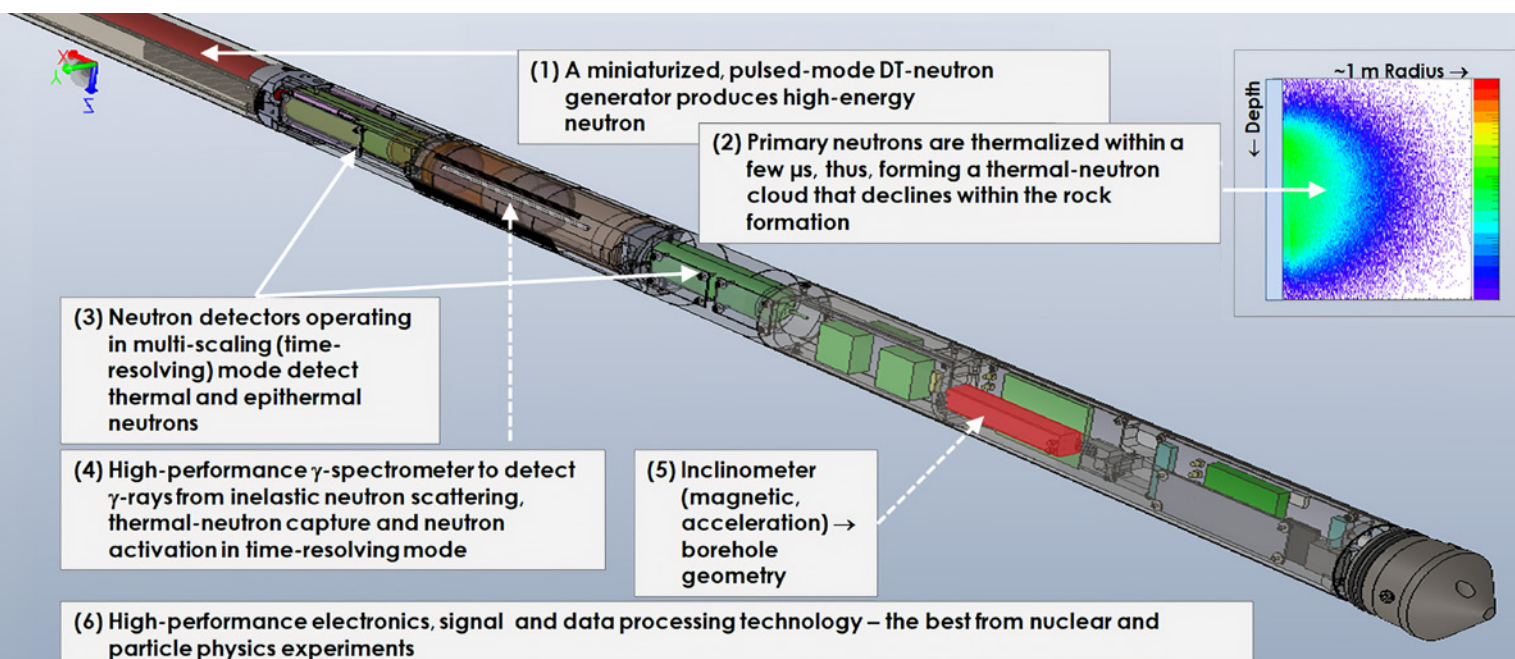 X
Y
Z
(1) A miniaturized, pulsed-mode DT-neutron
generator produces high-energy
neutron
(2) Primary neutrons are thermalized within a
few µs, thus, forming a thermal-neutron
cloud that declines within the rock
formation
~1 m Radius →
← Depth
(3) Neutron detectors operating
in multi-scaling (time-
resolving) mode detect
thermal and epithermal
neutrons
(4) High-performance γ-spectrometer to detect
γ-rays from inelastic neutron scattering,
thermal-neutron capture and neutron
activation in time-resolving mode
(5) Inclinometer
(magnetic,
acceleration) →
borehole
geometry
(6) High-performance electronics, signal and data processing technology – the best from nuclear and
particle physics experiments